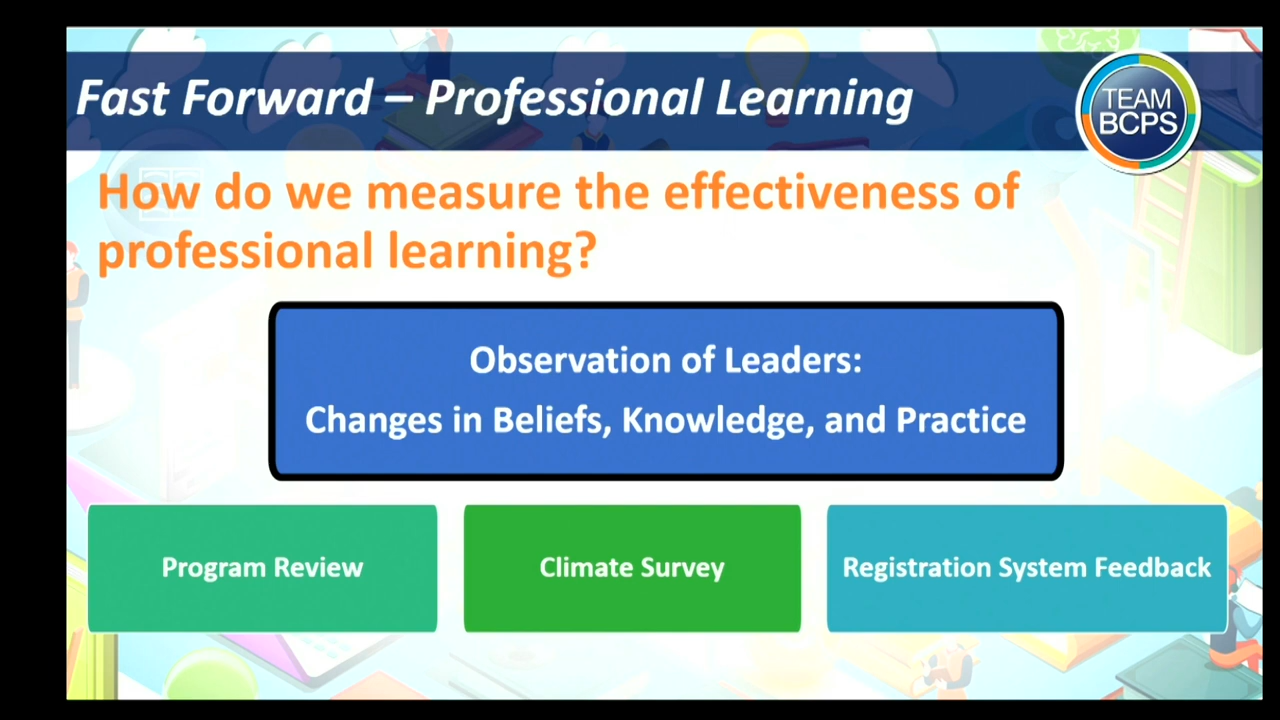 Fast Forward – Professional Learning
TEAM
BCPS
How do we measure the effectiveness of
professional learning?
Observation of Leaders:
Changes in Beliefs, Knowledge, and Practice
Program Review
Climate Survey
Registration System Feedback